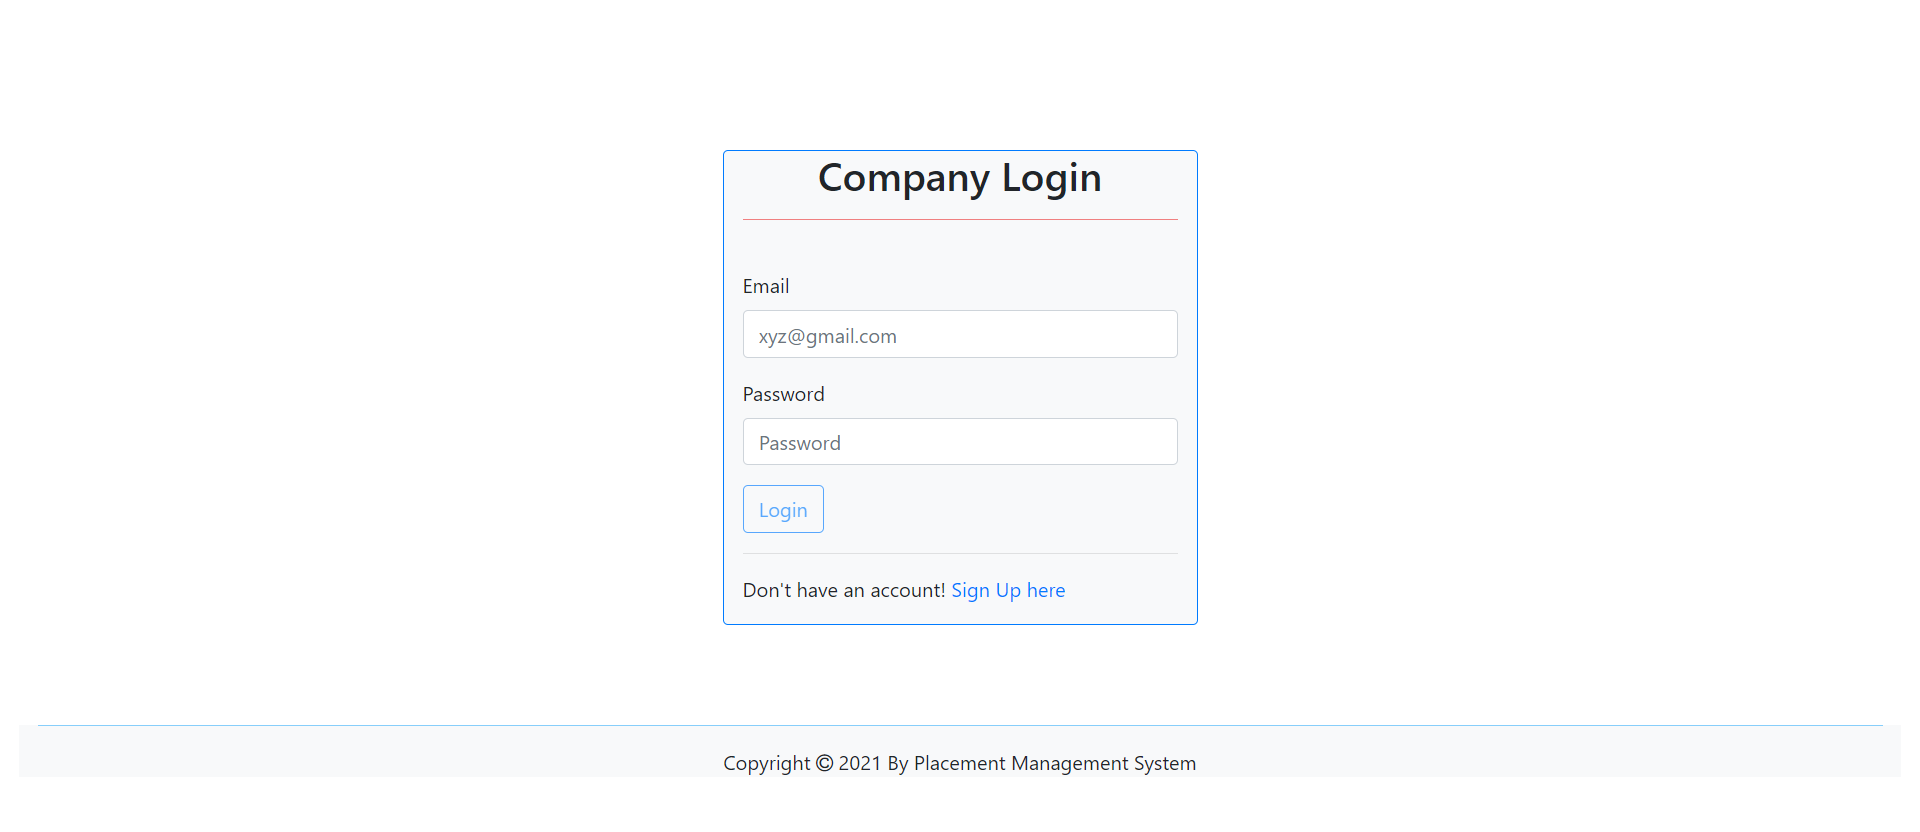 Company Login
Email
xyz@gmail.com
Password
Password
Login
Don't have an account! Sign Up here
Copyright © 2021 By Placement Management System